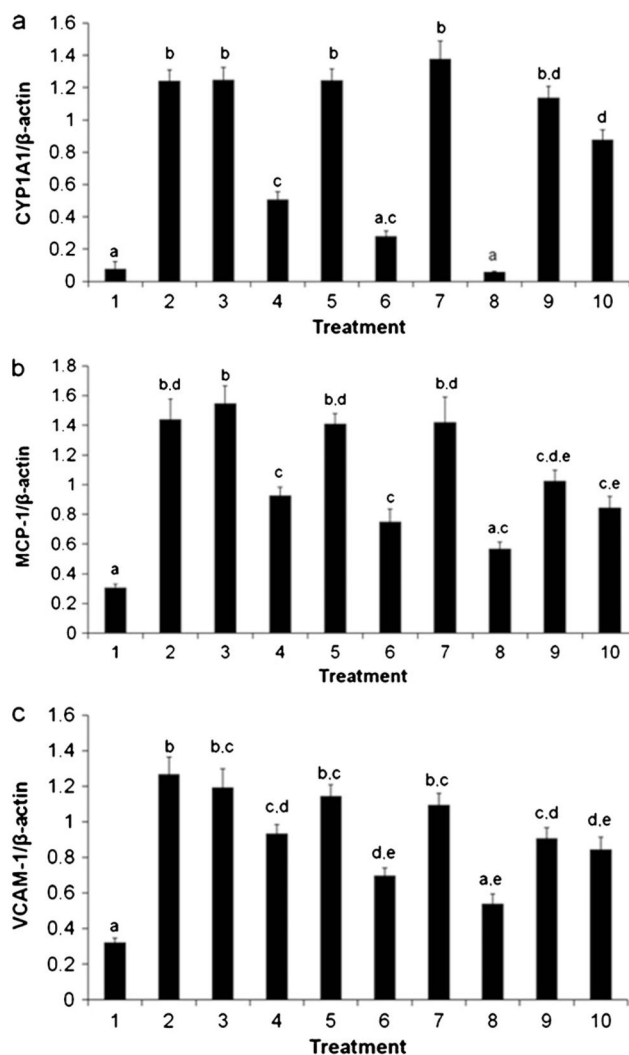 a
CYP1A1/β-actin
1.6
1.4
1.2
1
0.8
0.6
0.4
0.2
0
a b b c b a,c b a b,d d
1 2 3 4 5 6 7 8 9 10
Treatment
b
MCP-1/β-actin
1.8
1.6
1.4
1.2
1
0.8
0.6
0.4
0.2
0
a b,d b c b,d c b,d a,c c,d,e c,e
1 2 3 4 5 6 7 8 9 10
Treatment
c
VCAM-1/β-actin
1.6
1.4
1.2
1
0.8
0.6
0.4
0.2
0
a b b,c c,d b,c d,e b,c a,e c,d d,e
1 2 3 4 5 6 7 8 9 10
Treatment